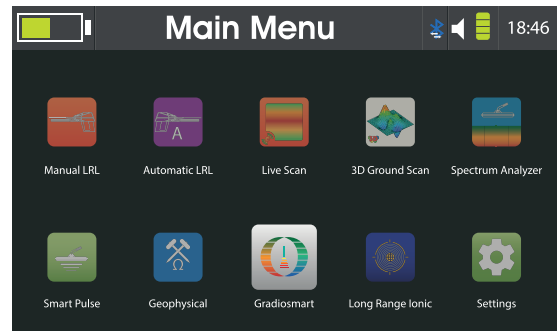 Main Menu 18:46
Manual LRL Automatic LRL Live Scan 3D Ground Scan Spectrum Analyzer
A
Smart Pulse Geophysical Gradiosmart Long Range Ionic Settings
Ω